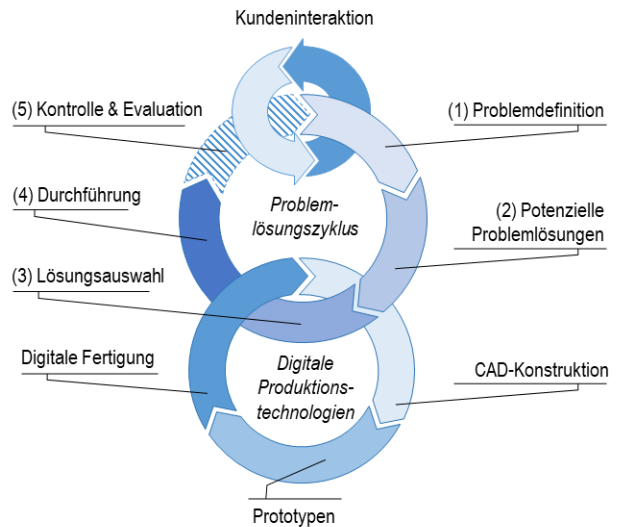 Kundeninteraktion
(5) Kontrolle & Evaluation
(1) Problemdefinition
(4) Durchführung
Problem-
lösungszyklus
(2) Potenzielle
Problemlösungen
(3) Lösungsauswahl
Digitale Fertigung
Digitale
Produktions-
technologien
CAD-Konstruktion
Prototypen